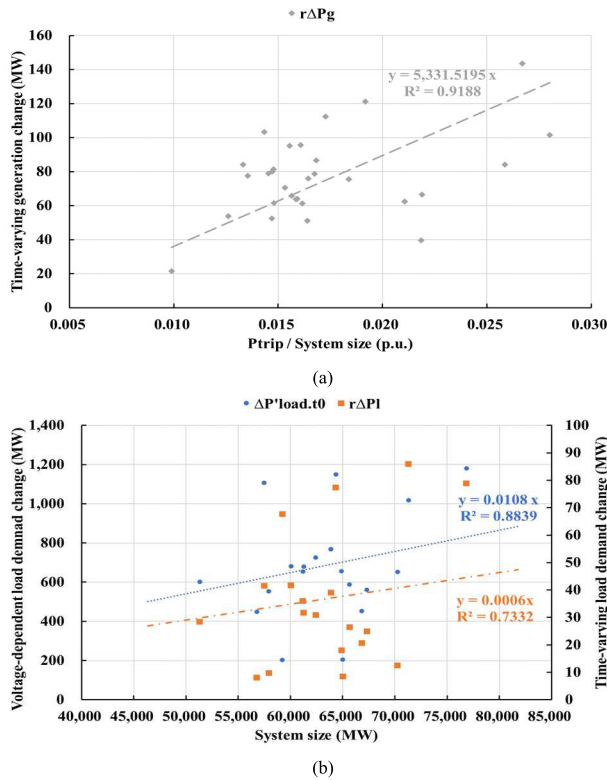 rΔPg
160
140
120
100
80
60
40
20
0
Time-varying generation change (MW)
y = 5,331.5195 x
R² = 0.9188
0.005 0.010 0.015 0.020 0.025 0.030
Ptrip / System size (p.u.)
(a)
ΔP'load.t0 rΔPl
1,400
1,200
1,000
800
600
400
200
0
Voltage-dependent load demnad change (MW)
100
90
80
70
60
50
40
30
20
10
0
Time-varying load demand change (MW)
y = 0.0108 x
R² = 0.8839
y = 0.0006x
R² = 0.7332
40,000 45,000 50,000 55,000 60,000 65,000 70,000 75,000 80,000 85,000
System size (MW)
(b)